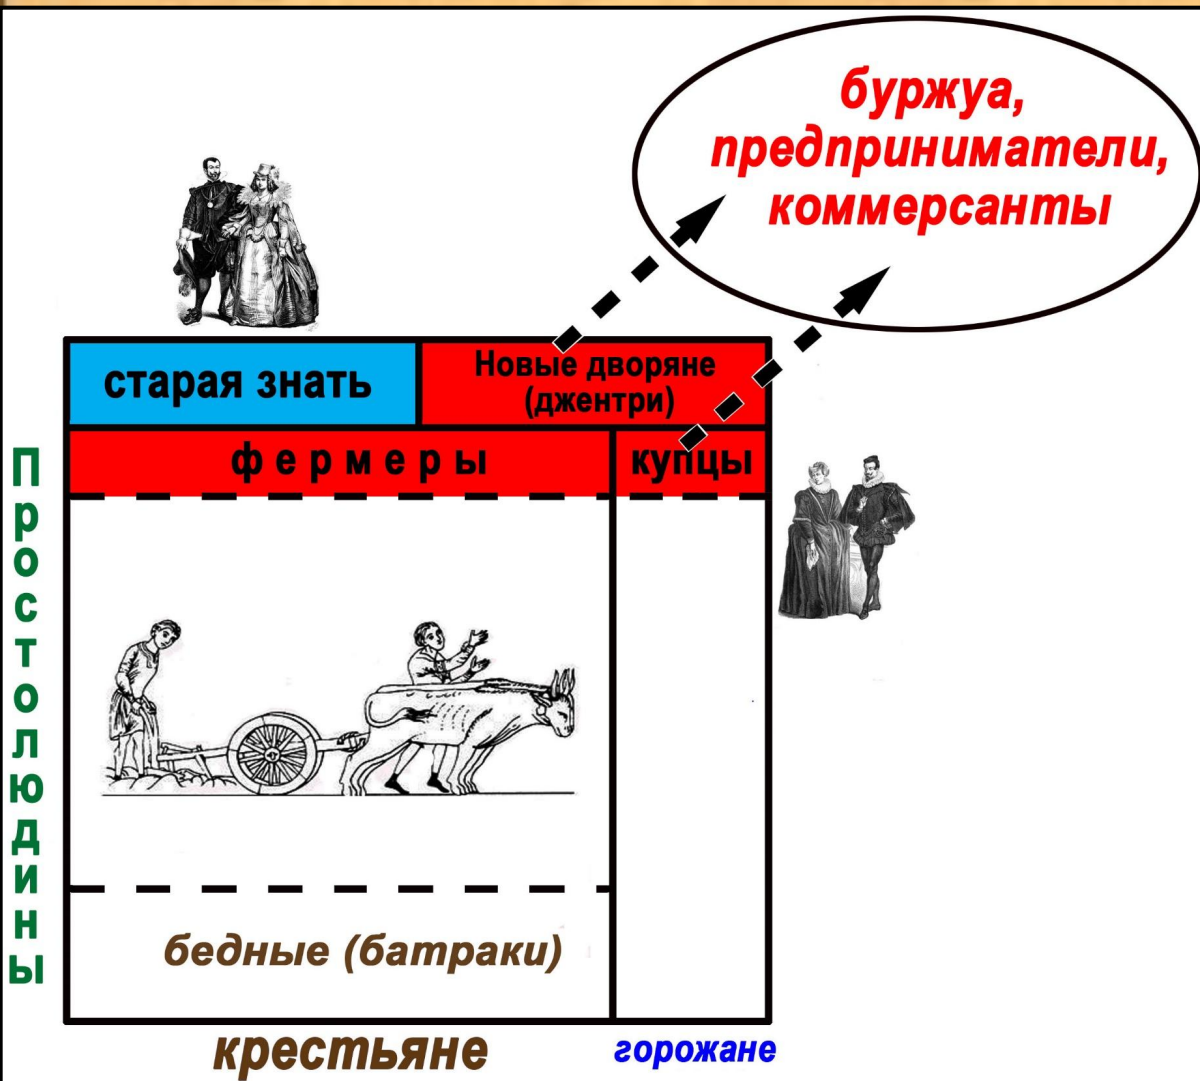 буржуа,
предприниматели,
коммерсанты
старая знать
Новые дворяне
(джентри)
фермеры
купцы
Простолюдины
бедные (батраки)
крестьяне
горожане